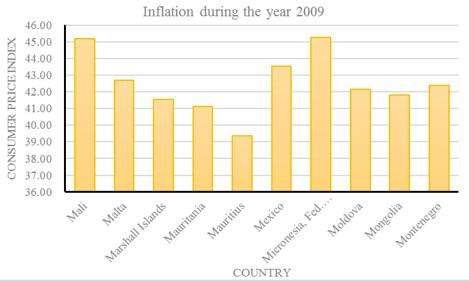 Inflation during the year 2009
CONSUMER PRICE INDEX
46.00
45.00
44.00
43.00
42.00
41.00
40.00
39.00
38.00
37.00
36.00
Mali
Malta
Marshall Islands
Mauritania
Mauritius
Mexico
Micronesia, Fed.…
Moldova
Mongolia
Montenegro
COUNTRY